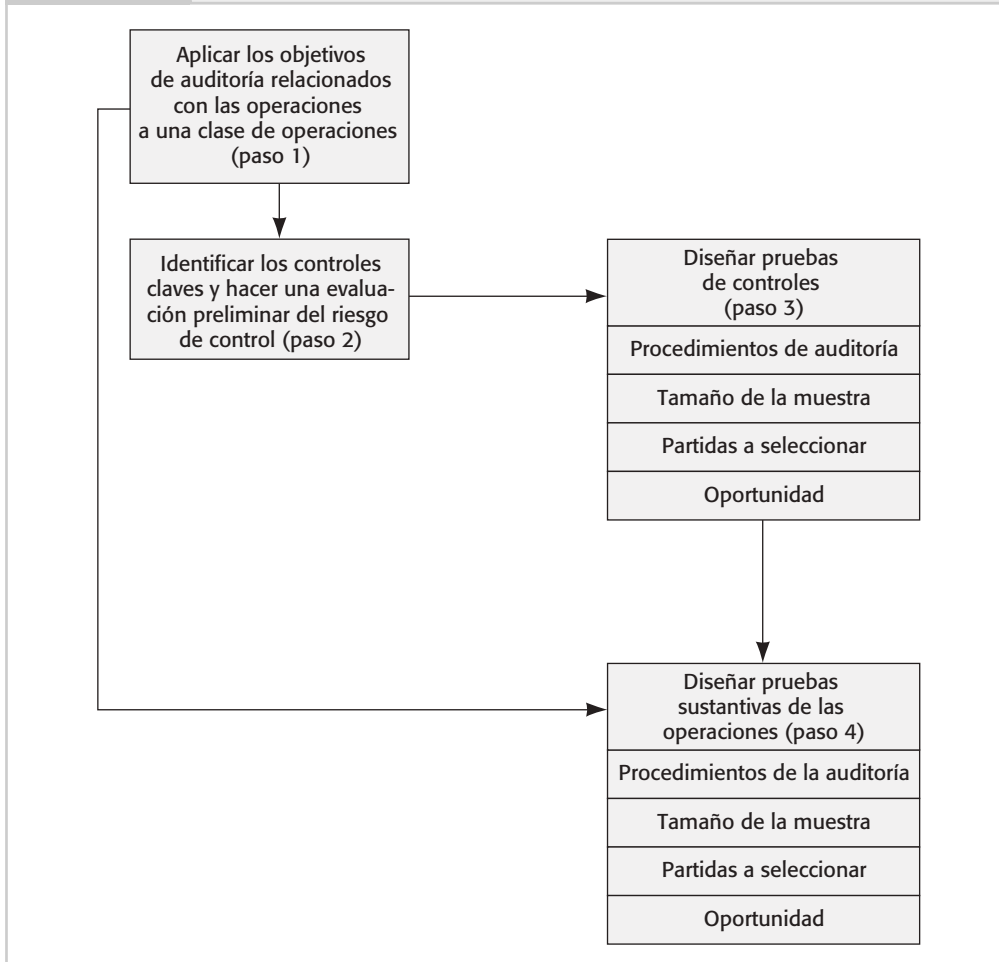 Aplicar los objetivos
de auditoría relacionados
con las operaciones
a una clase de operaciones
(paso 1)
Identificar los controles
claves y hacer una evalua-
ción preliminar del riesgo
de control (paso 2)
Diseñar pruebas
de controles
(paso 3)
Procedimientos de auditoría
Tamaño de la muestra
Partidas a seleccionar
Oportunidad
Diseñar pruebas
sustantivas de las
operaciones (paso 4)
Procedimientos de la auditoría
Tamaño de la muestra
Partidas a seleccionar
Oportunidad